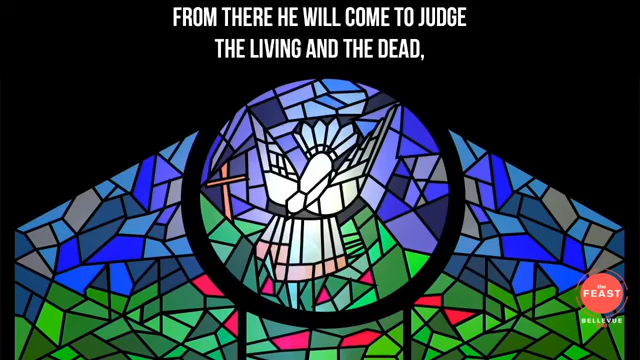 FROM THERE HE WILL COME TO JUDGE
THE LIVING AND THE DEAD,
the
FEAST
BELLEVUE